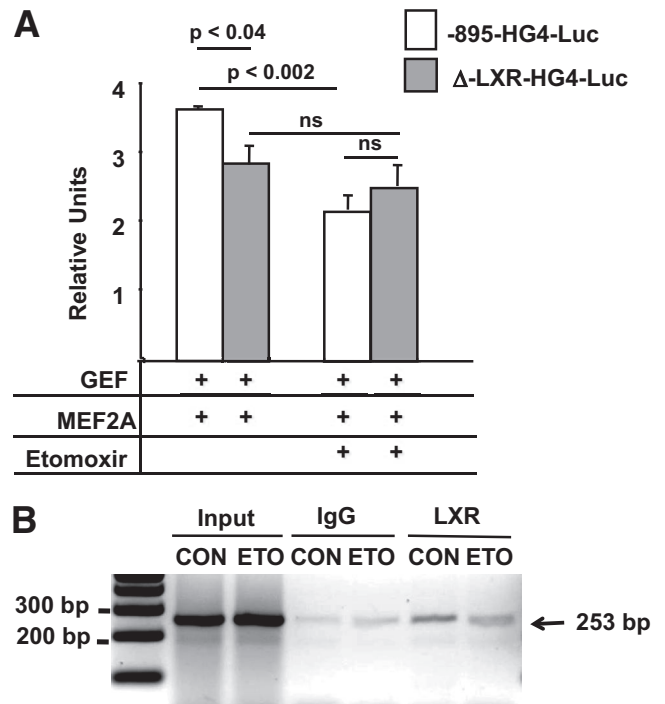 A
p < 0.04
-895-HG4-Luc
p < 0.002
Δ-LXR-HG4-Luc
4
ns
3
ns
2
1
Relative Units
GEF + + + +
MEF2A + + + +
Etomoxir + +
B
Input IgG LXR
CON ETO CON ETO CON ETO
300 bp
253 bp
200 bp